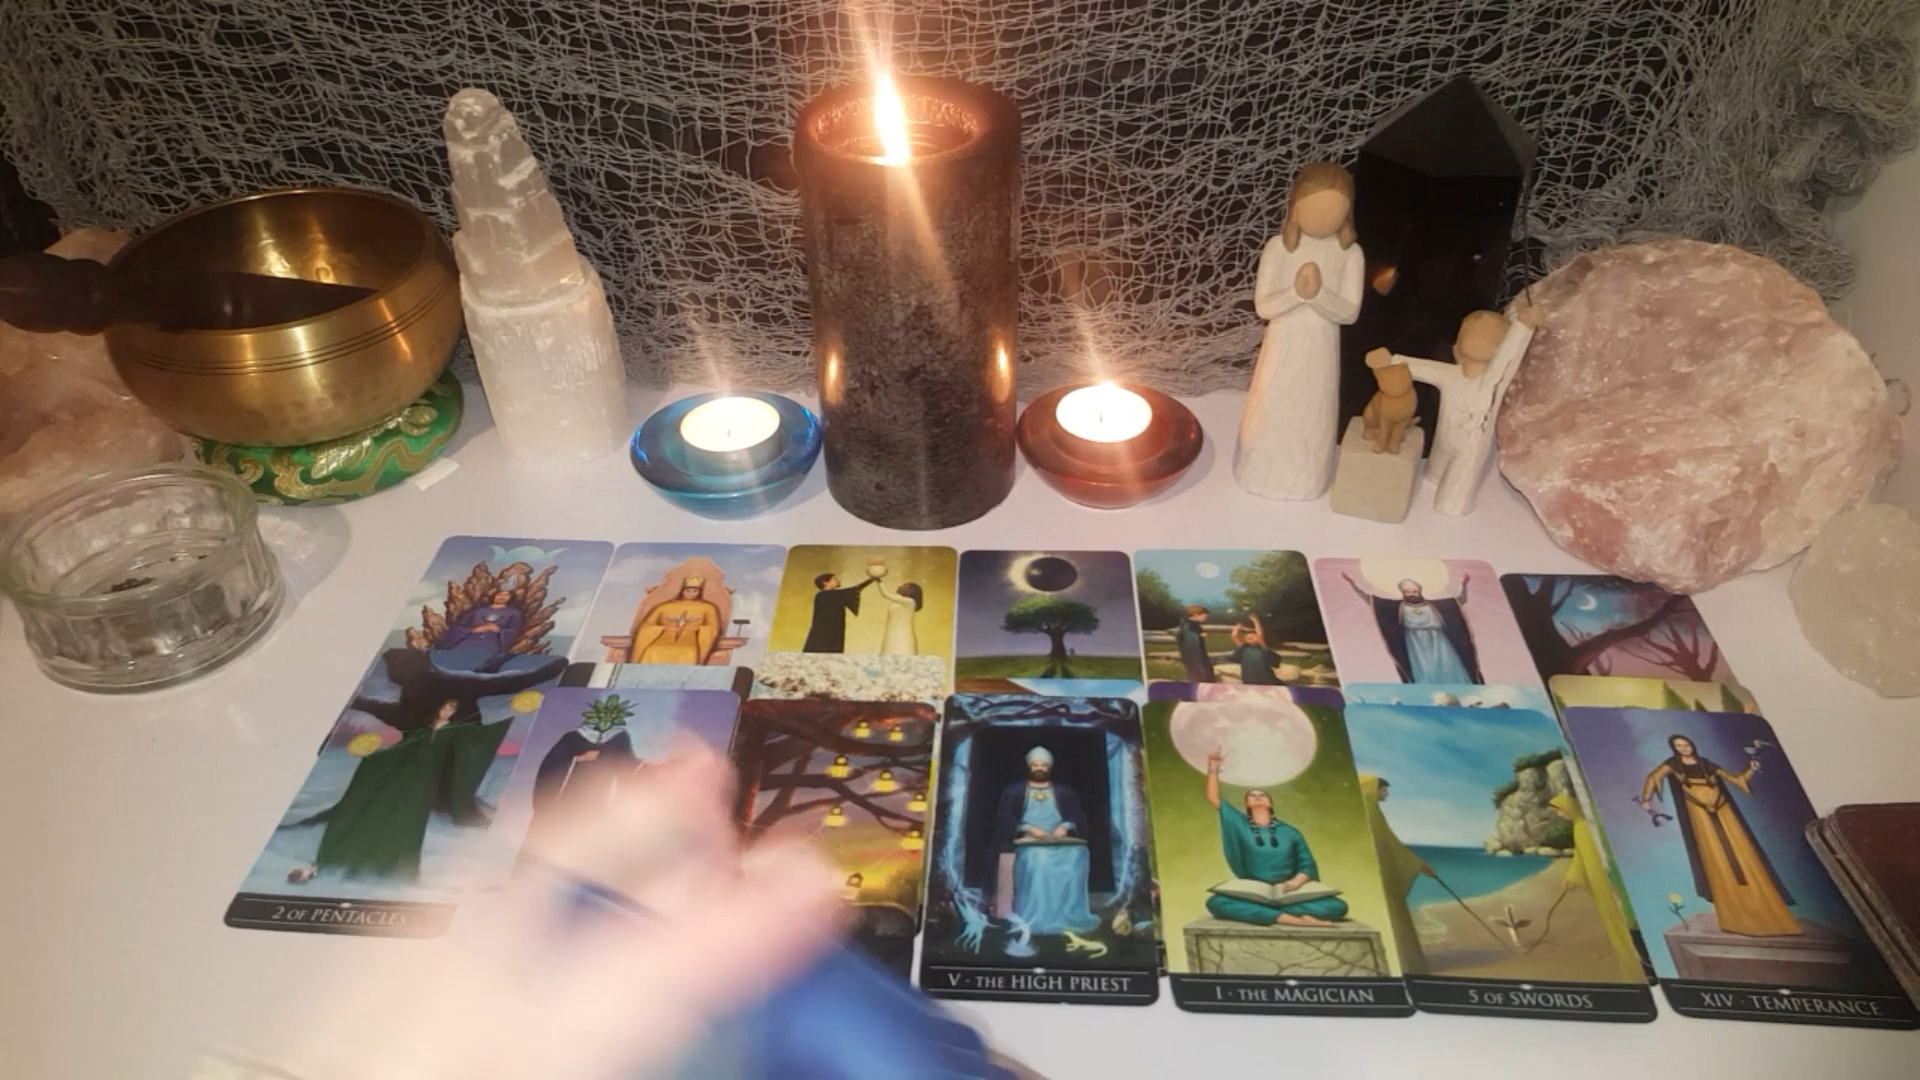 2 OF PENTACLES
V · THE HIGH PRIEST
I · THE MAGICIAN
5 OF SWORDS
XIV · TEMPERANCE